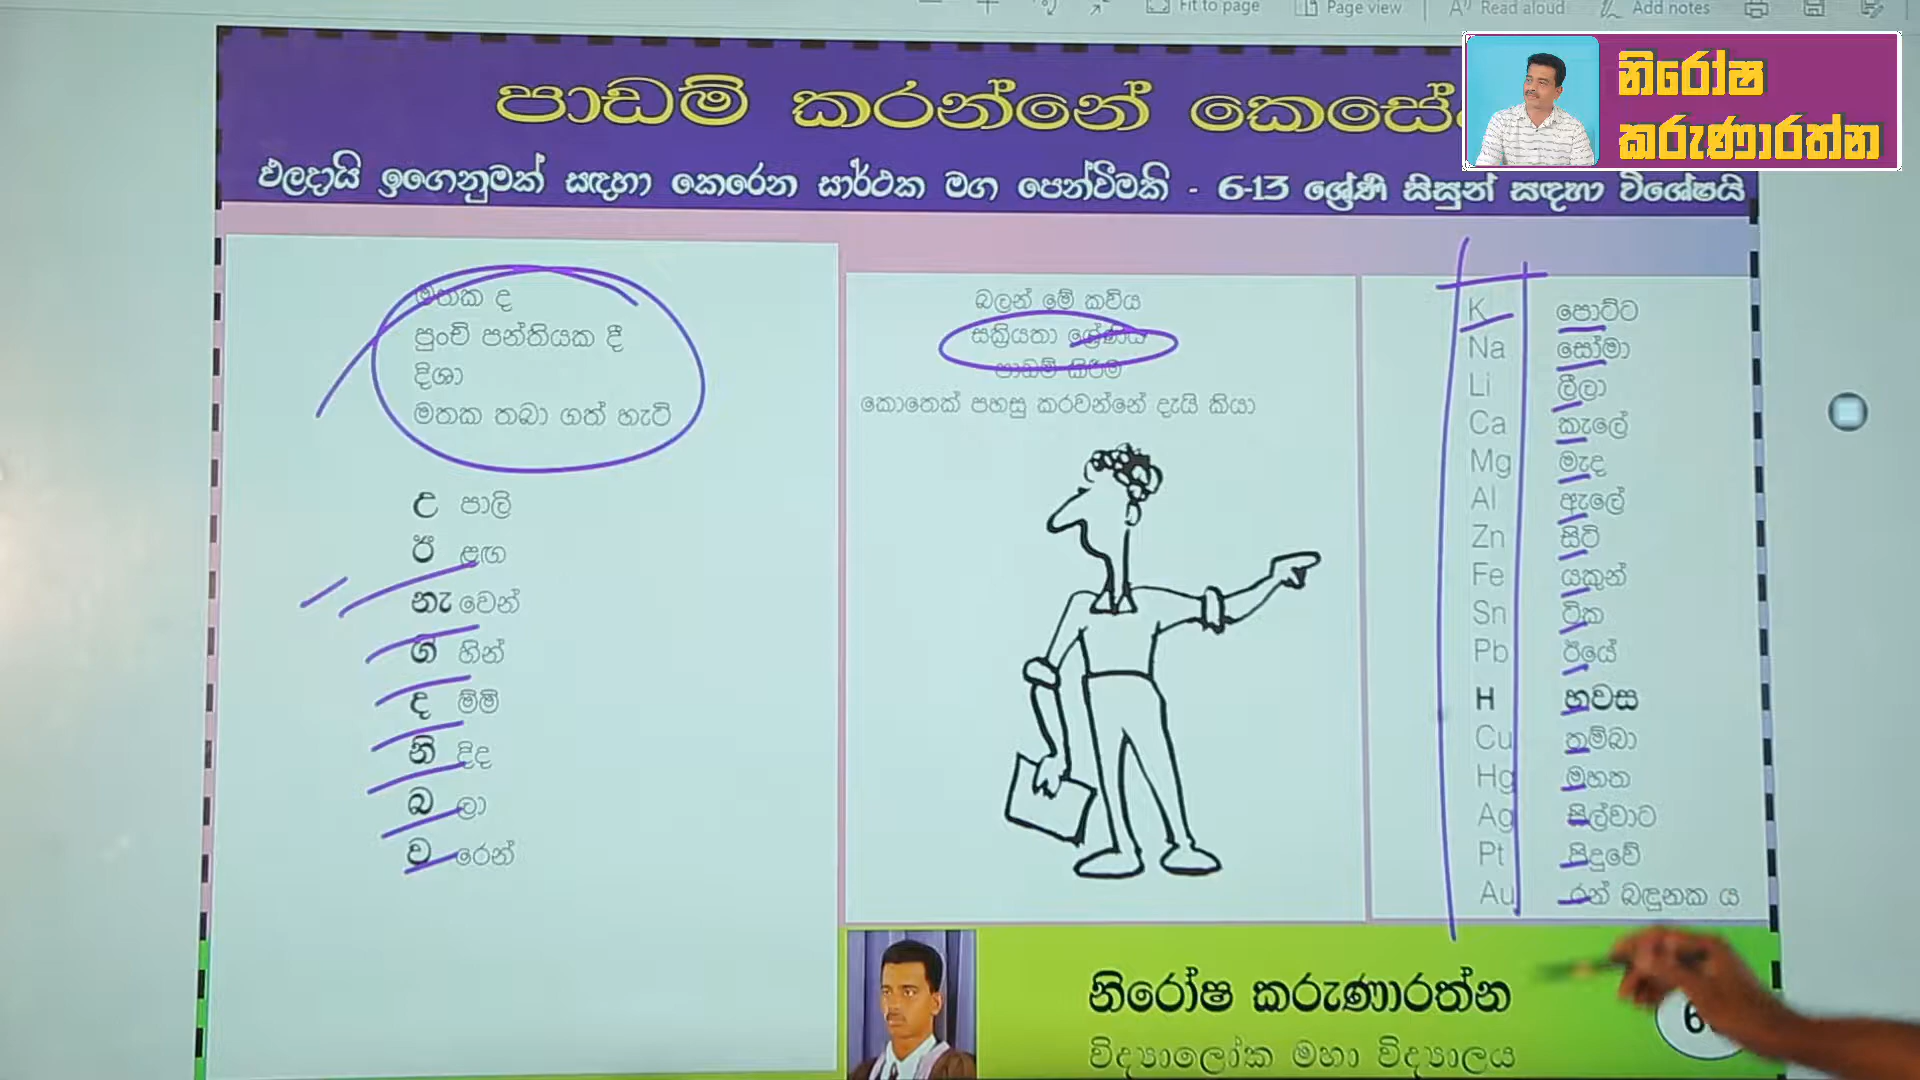 Fit to page Page view Read aloud Add notes
නිරෝෂ
කරුණාරත්න
පාඩම් කරන්නේ කෙසේ
ඵලදායි ඉගෙනුමක් සඳහා කෙරෙන සාර්ථක මග පෙන්වීමකි - 6-13 ශ්‍රේණි සිසුන් සඳහා විශේෂයි
මතක ද
පුංචි පන්තියක දී
දිශා
මතක තබා ගත් හැටි
උ පාලි
ඊ ළඟ
නැ වෙන්
ගි හින්
ද ම්මි
නි දිද
බ ලා
ව රෙන්
බලන් මේ කවිය
සක්‍රියතා ශ්‍රේණිය
පාඩම් කිරීම
කොතෙක් පහසු කරවන්නේ දැයි කියා
K පොට්ට
Na සෝමා
Li ලීලා
Ca කැලේ
Mg මැද
Al ඇලේ
Zn සිටි
Fe යකුන්
Sn ටික
Pb ඊයේ
H හවස
Cu තම්බා
Hg මහත
Ag සිල්වාට
Pt පිදුවේ
Au රන් බඳුනක ය
නිරෝෂ කරුණාරත්න
විද්‍යාලෝක මහා විද්‍යාලය